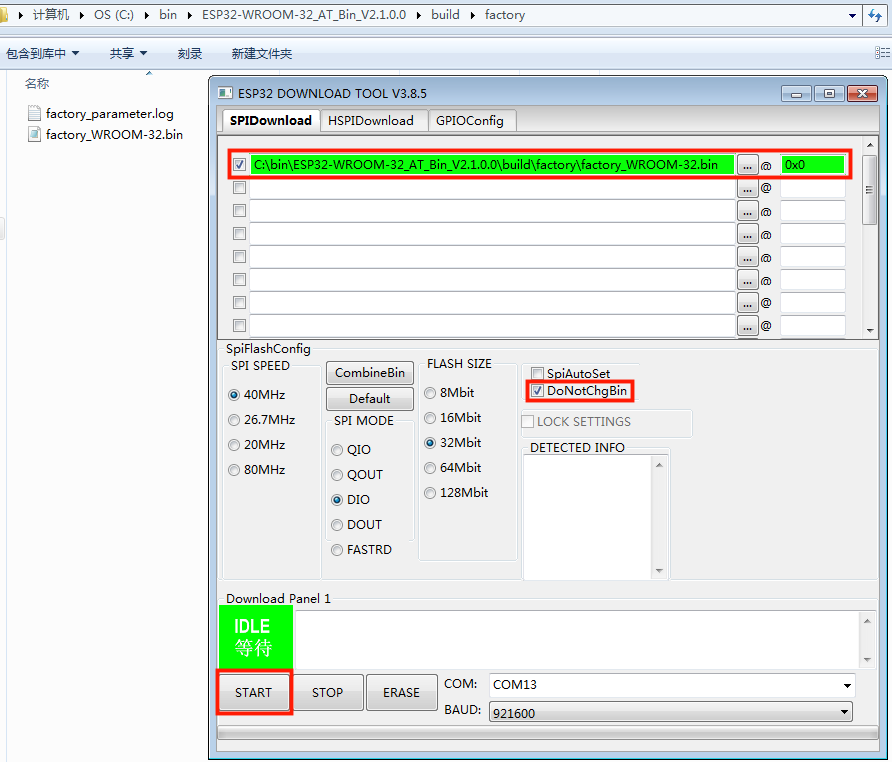 计算机 OS (C:) bin ESP32-WROOM-32_AT_Bin_V2.1.0.0 build factory
包含到库中 共享 刻录 新建文件夹
名称
factory_parameter.log
factory_WROOM-32.bin
ESP32 DOWNLOAD TOOL V3.8.5
SPIDownload HSPIDownload GPIOConfig
C:\bin\ESP32-WROOM-32_AT_Bin_V2.1.0.0\build\factory\factory_WROOM-32.bin ... @ 0x0
... @
... @
... @
... @
... @
... @
... @
SpiFlashConfig
SPI SPEED
40MHz
26.7MHz
20MHz
80MHz
CombineBin
Default
SPI MODE
QIO
QOUT
DIO
DOUT
FASTRD
FLASH SIZE
8Mbit
16Mbit
32Mbit
64Mbit
128Mbit
SpiAutoSet
DoNotChgBin
LOCK SETTINGS
DETECTED INFO
Download Panel 1
IDLE
等待
START STOP ERASE
COM: COM13
BAUD: 921600